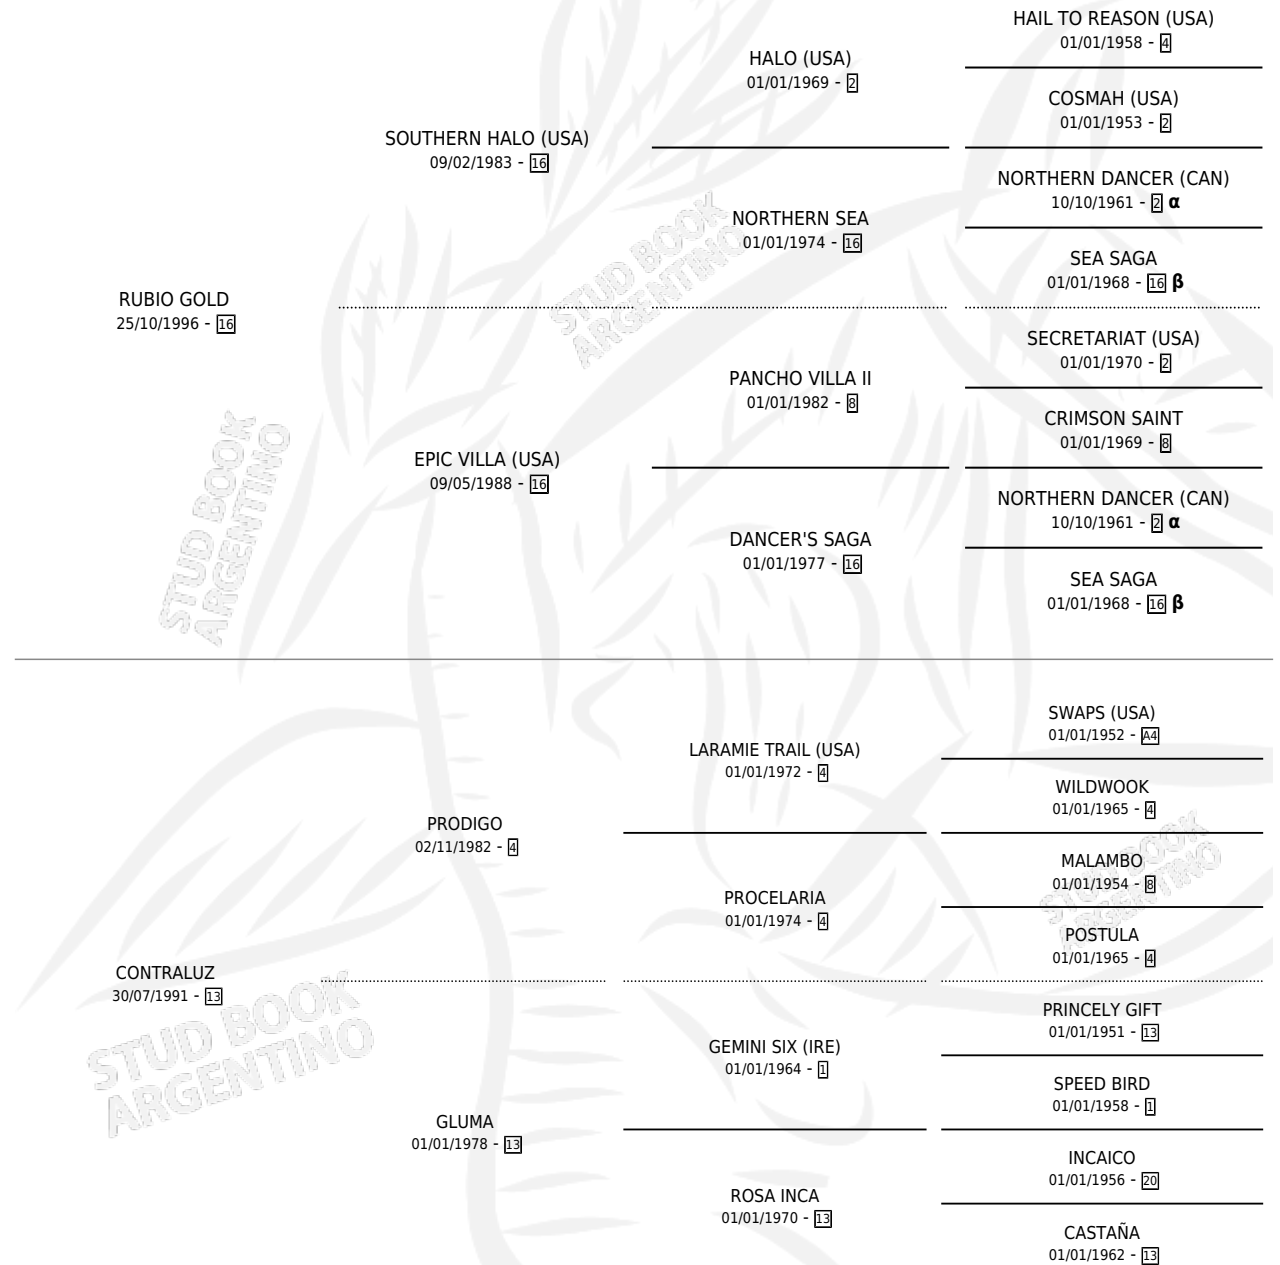 HAIL TO REASON (USA)
01/01/1958 - 4
HALO (USA)
01/01/1969 - 2
COSMAH (USA)
01/01/1953 - 2
SOUTHERN HALO (USA)
09/02/1983 - 16
NORTHERN DANCER (CAN)
10/10/1961 - 2 α
NORTHERN SEA
01/01/1974 - 16
SEA SAGA
01/01/1968 - 16 β
RUBIO GOLD
25/10/1996 - 16
SECRETARIAT (USA)
01/01/1970 - 2
PANCHO VILLA II
01/01/1982 - 8
CRIMSON SAINT
01/01/1969 - 8
EPIC VILLA (USA)
09/05/1988 - 16
NORTHERN DANCER (CAN)
10/10/1961 - 2 α
DANCER'S SAGA
01/01/1977 - 16
SEA SAGA
01/01/1968 - 16 β
SWAPS (USA)
01/01/1952 - A4
LARAMIE TRAIL (USA)
01/01/1972 - 4
WILDWOOK
01/01/1965 - 4
PRODIGO
02/11/1982 - 4
MALAMBO
01/01/1954 - 8
PROCELARIA
01/01/1974 - 4
POSTULA
01/01/1965 - 4
CONTRALUZ
30/07/1991 - 13
PRINCELY GIFT
01/01/1951 - 13
GEMINI SIX (IRE)
01/01/1964 - 1
SPEED BIRD
01/01/1958 - 1
GLUMA
01/01/1978 - 13
INCAICO
01/01/1956 - 20
ROSA INCA
01/01/1970 - 13
CASTAÑA
01/01/1962 - 13
STUD BOOK
ARGENTINO
STUD BOOK
ARGENTINO
STUD BOOK
ARGENTINO
STUD BOOK
ARGENTINO